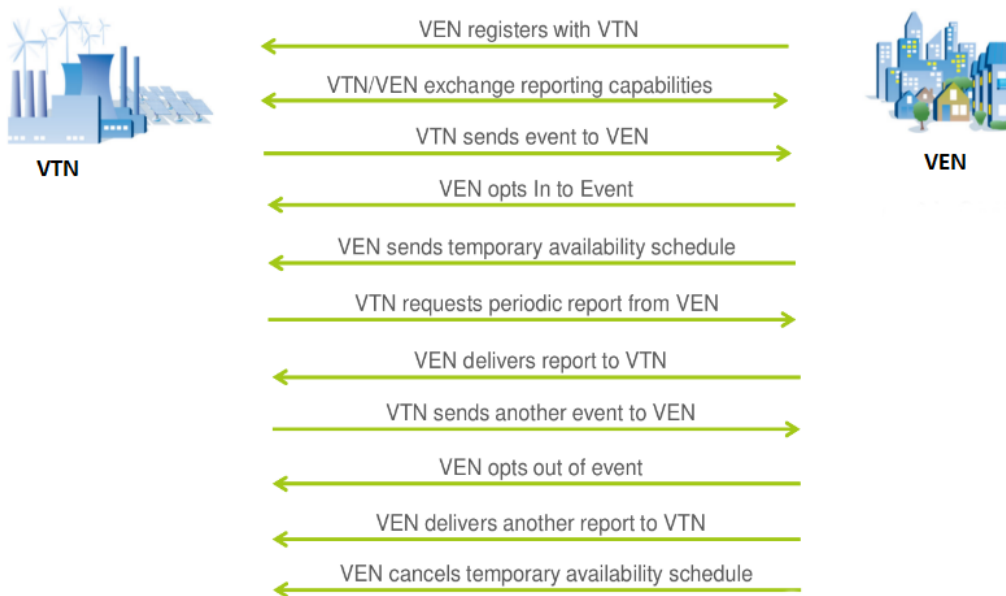 VEN registers with VTN
VTN/VEN exchange reporting capabilities
VTN sends event to VEN
VTN
VEN
VEN opts In to Event
VEN sends temporary availability schedule
VTN requests periodic report from VEN
VEN delivers report to VTN
VTN sends another event to VEN
VEN opts out of event
VEN delivers another report to VTN
VEN cancels temporary availability schedule